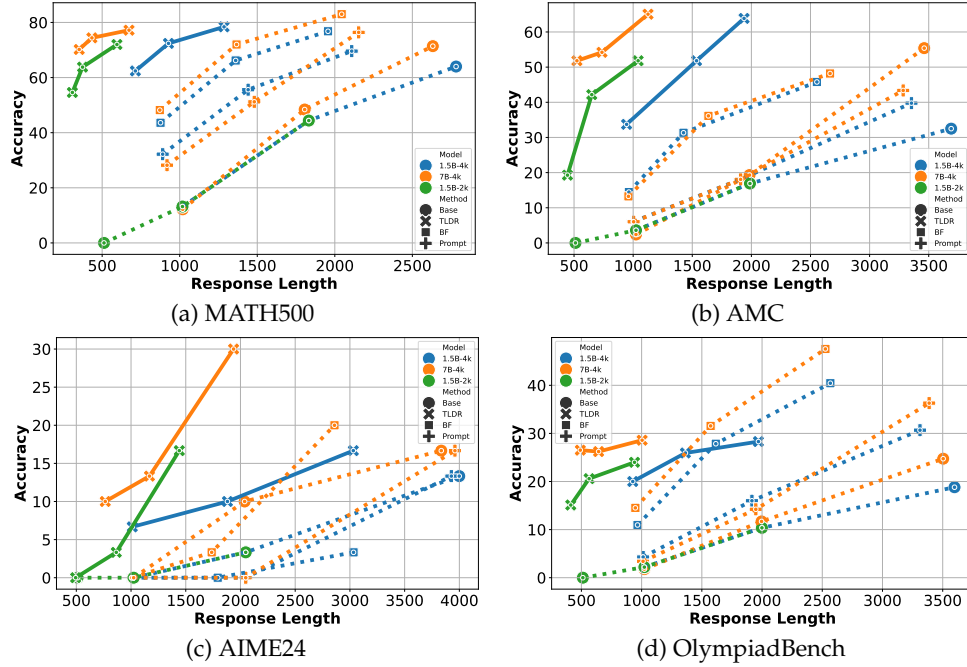 80
60
40
20
0
Accuracy
500
1000
1500
2000
2500
Response Length
Model
1.5B-4k
7B-4k
1.5B-2k
Method
Base
TLDR
BF
Prompt
(a) MATH500
60
50
40
30
20
10
0
Accuracy
500
1000
1500
2000
2500
3000
3500
Response Length
Model
1.5B-4k
7B-4k
1.5B-2k
Method
Base
TLDR
BF
Prompt
(b) AMC
30
25
20
15
10
5
0
Accuracy
500
1000
1500
2000
2500
3000
3500
4000
Response Length
Model
1.5B-4k
7B-4k
1.5B-2k
Method
Base
TLDR
BF
Prompt
(c) AIME24
40
30
20
10
0
Accuracy
500
1000
1500
2000
2500
3000
3500
Response Length
Model
1.5B-4k
7B-4k
1.5B-2k
Method
Base
TLDR
BF
Prompt
(d) OlympiadBench